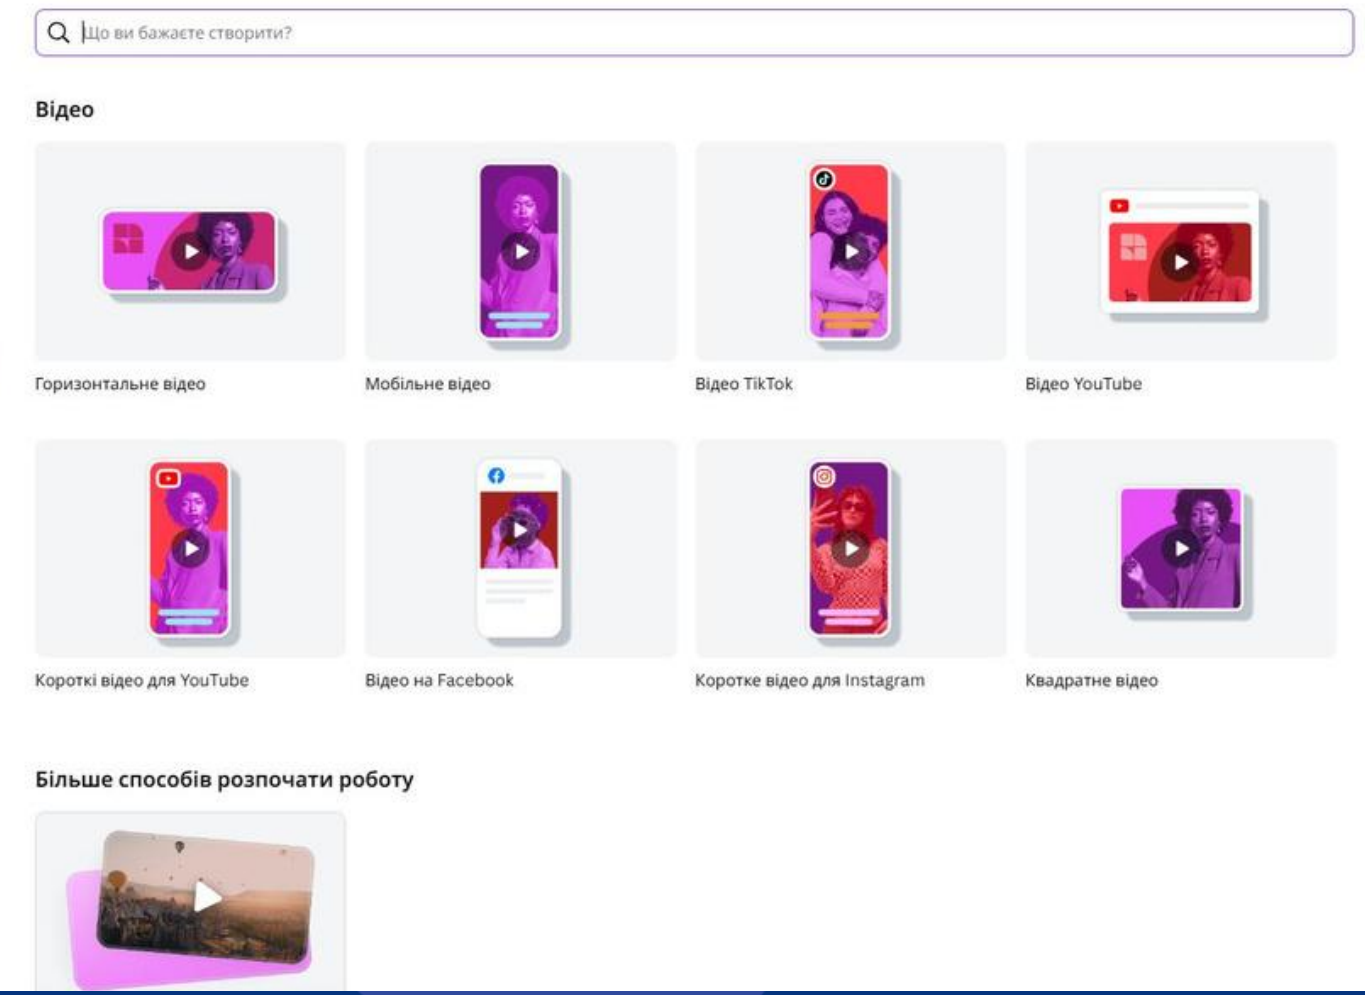 Що ви бажаєте створити?
Відео
Горизонтальне відео
Мобільне відео
Відео TikTok
Відео YouTube
Короткі відео для YouTube
Відео на Facebook
Коротке відео для Instagram
Квадратне відео
Більше способів розпочати роботу